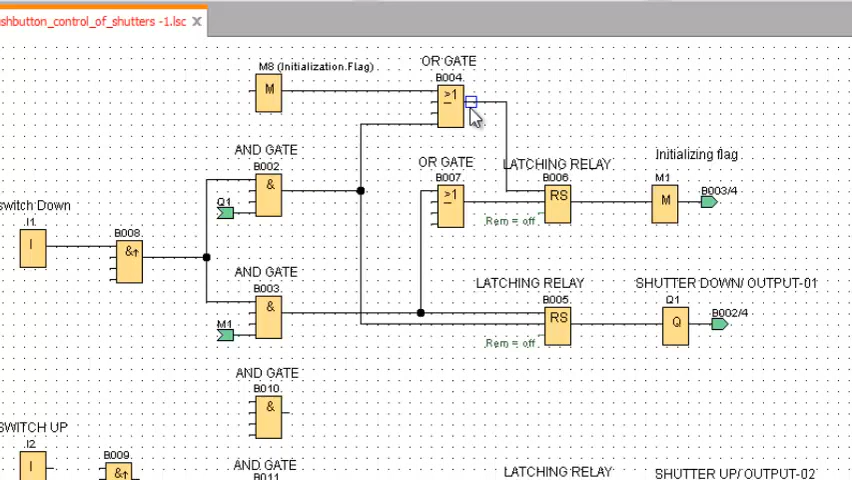 shbutton_control_of_shutters -1.lsc X
M8 (Initialization.Flag)
M
OR GATE
B004
≥1
AND GATE
B002
&
Q1
OR GATE
B007
≥1
LATCHING RELAY
B006
RS
Rem = off
Initializing flag
M1
M
B003/4
switch Down
I1
I
B008
&↑
AND GATE
B003
&
M1
LATCHING RELAY
B005
RS
Rem = off
SHUTTER DOWN/ OUTPUT-01
Q1
Q
B002/4
AND GATE
B010
&
SWITCH UP
I2
I
B009
&↑
AND GATE
B011
LATCHING RELAY
SHUTTER UP/ OUTPUT-02